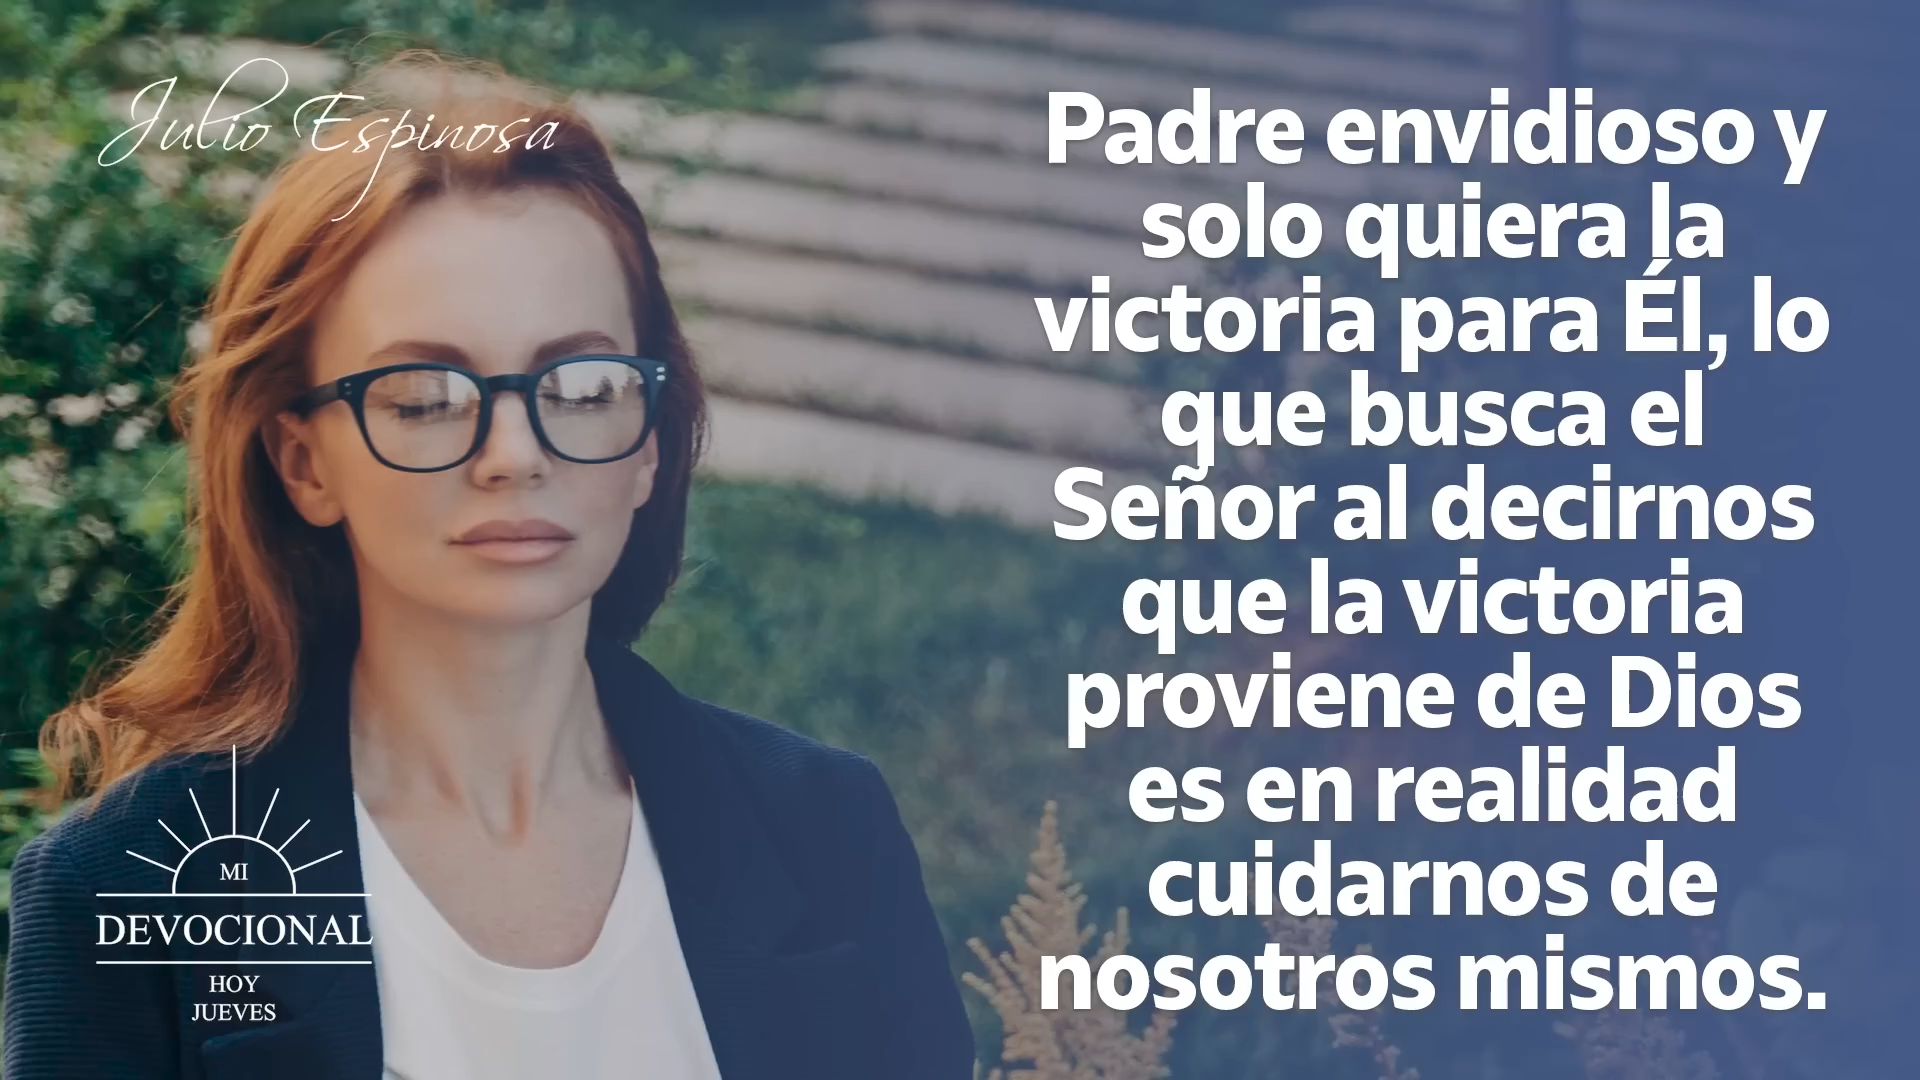 Julio Espinosa
Padre envidioso y
solo quiera la
victoria para Él, lo
que busca el
Señor al decirnos
que la victoria
proviene de Dios
es en realidad
cuidarnos de
nosotros mismos.
MI
DEVOCIONAL
HOY
JUEVES